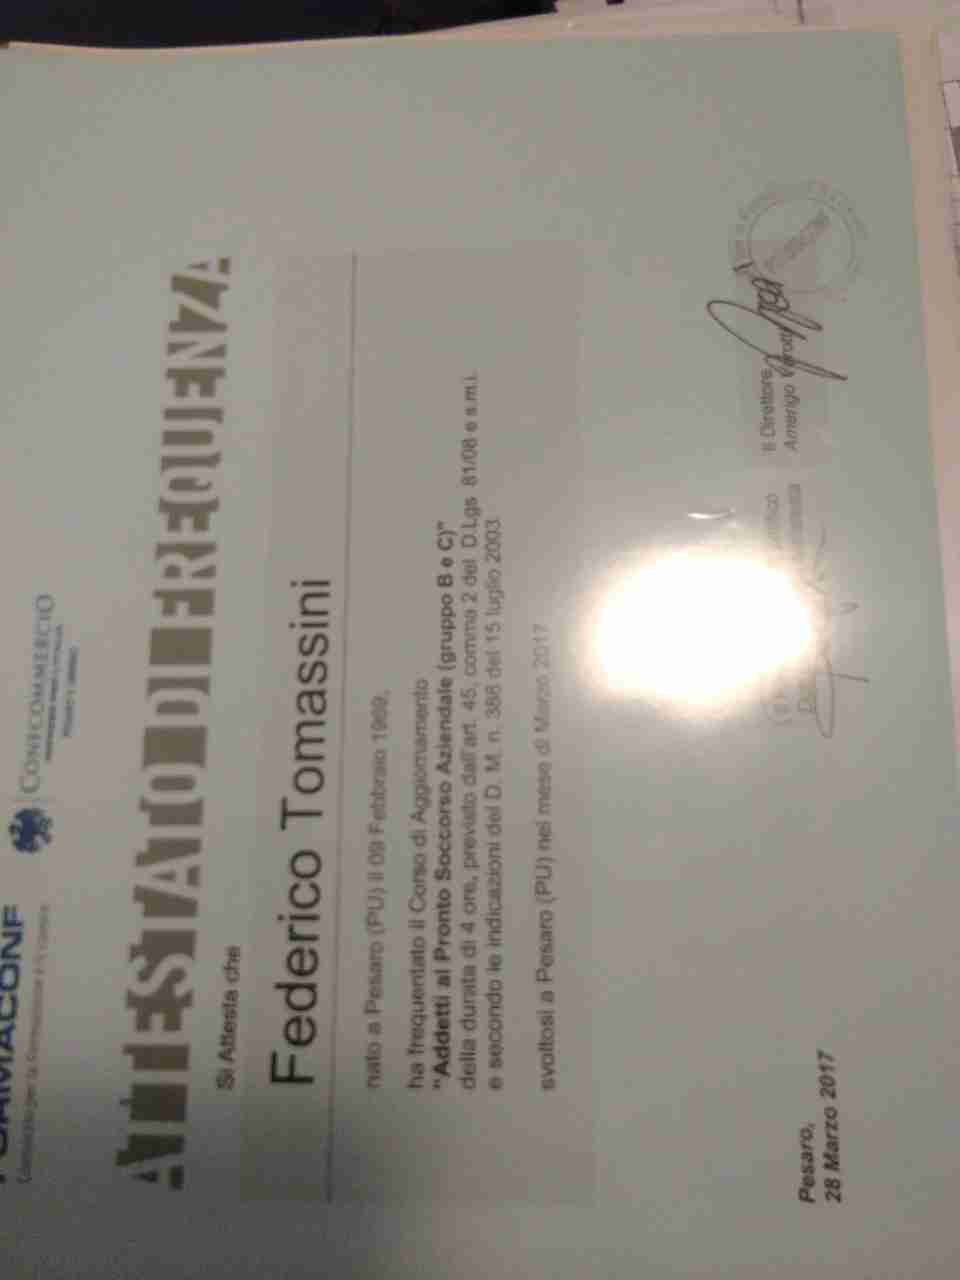 FORMACONF
CONFCOMMERCIO
ATTESTATO DI FREQUENZA
Si Attesta che
Federico Tomassini
nato a Pesaro (PU) il 09 Febbraio 1969,
ha frequentato il Corso di Aggiornamento
"Addetti al Pronto Soccorso Aziendale (gruppo B e C)"
della durata di 4 ore, previsto dall'art. 45, comma 2 del D.Lgs 81/08 e s.m.i.
e secondo le indicazioni del D. M. n. 388 del 15 luglio 2003
svoltosi a Pesaro (PU) nel mese di Marzo 2017
Pesaro,
28 Marzo 2017
Il Direttore
Amerigo Varotti